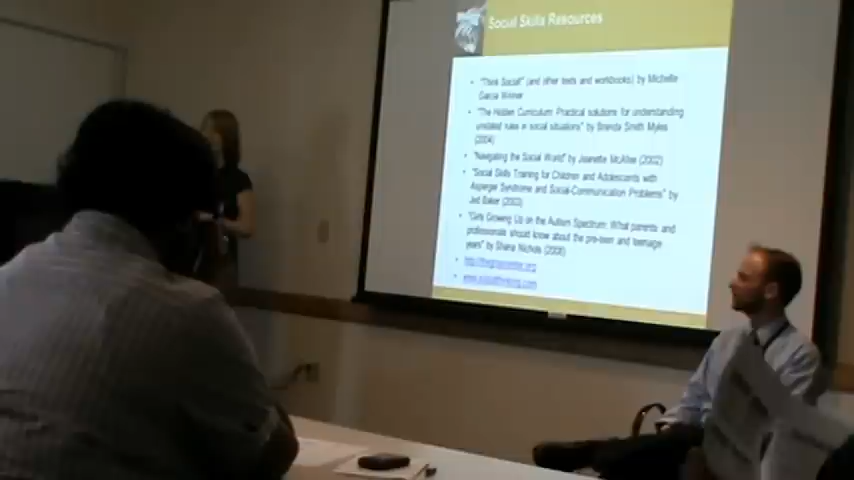 Social Skills Resources
• "Think Social!" (and other texts and workbooks) by Michelle
Garcia Winner
• "The Hidden Curriculum: Practical solutions for understanding
unstated rules in social situations" by Brenda Smith Myles
(2004)
• "Navigating the Social World" by Jeanette McAfee (2002)
• "Social Skills Training for Children and Adolescents with
Asperger Syndrome and Social-Communication Problems" by
Jed Baker (2003)
• "Girls Growing Up on the Autism Spectrum: What parents and
professionals should know about the pre-teen and teenage
years" by Shana Nichols (2008)
• http://thegraycenter.org
• www.socialthinking.com